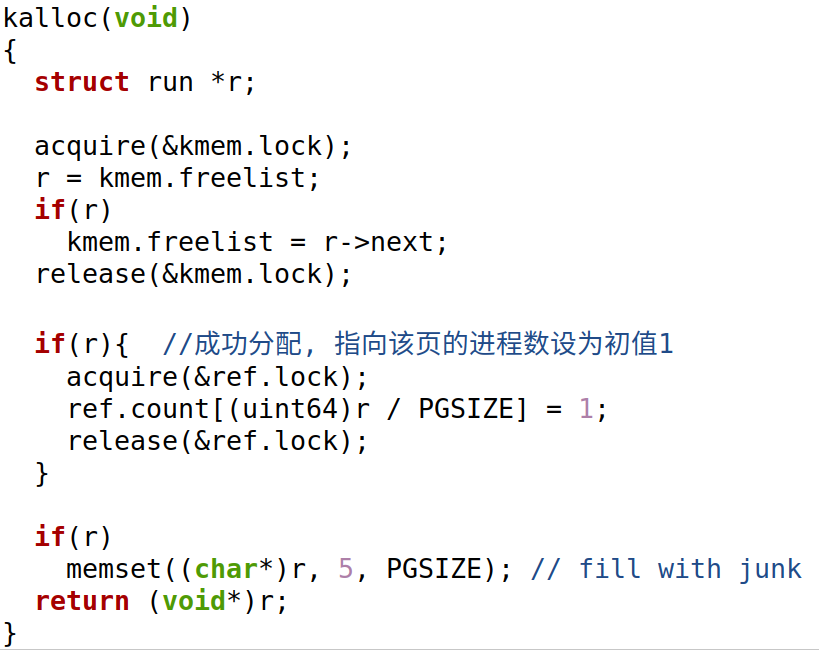 kalloc(void)
{
  struct run *r;

  acquire(&kmem.lock);
  r = kmem.freelist;
  if(r)
    kmem.freelist = r->next;
  release(&kmem.lock);

  if(r){  //成功分配, 指向该页的进程数设为初值1
    acquire(&ref.lock);
    ref.count[(uint64)r / PGSIZE] = 1;
    release(&ref.lock);
  }

  if(r)
    memset((char*)r, 5, PGSIZE); // fill with junk
  return (void*)r;
}